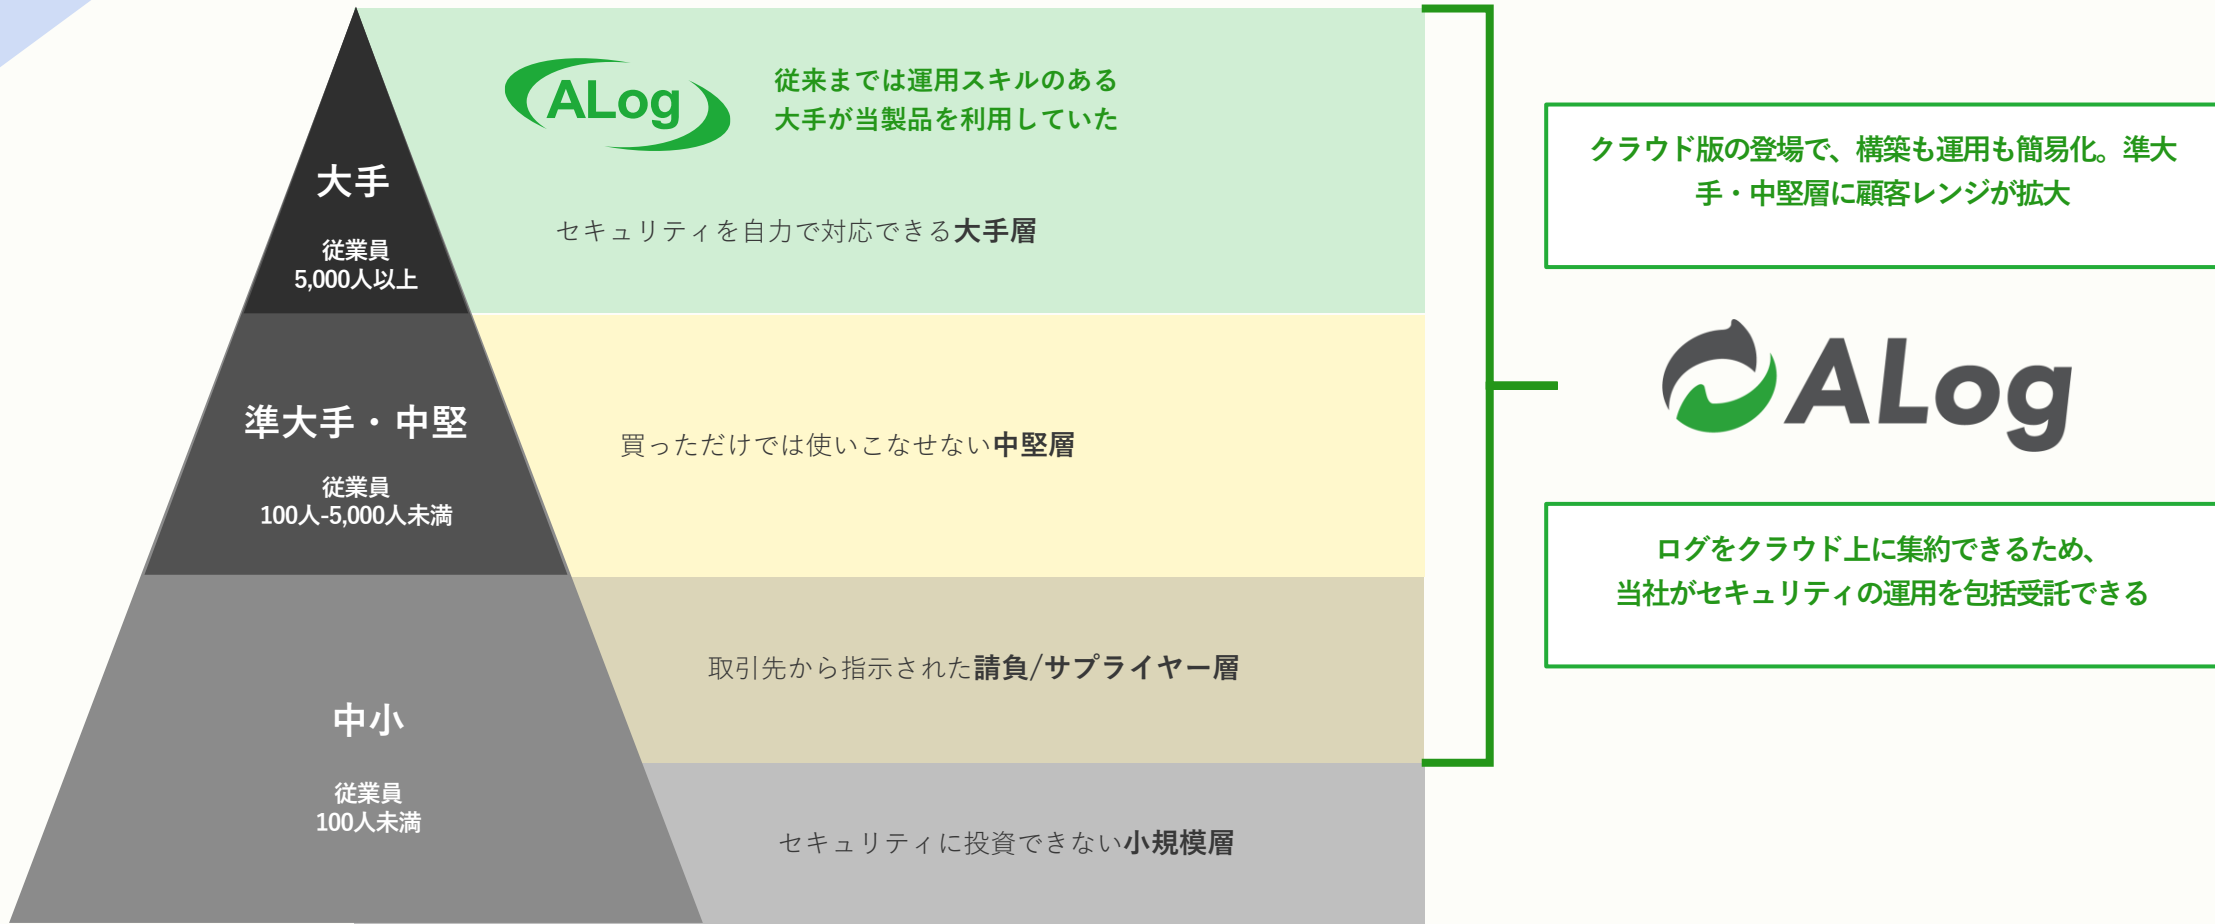 ALog
従来までは運用スキルのある
大手が当製品を利用していた
大手
従業員
5,000人以上
セキュリティを自力で対応できる大手層
準大手・中堅
従業員
100人-5,000人未満
買っただけでは使いこなせない中堅層
中小
従業員
100人未満
取引先から指示された請負/サプライヤー層
セキュリティに投資できない小規模層
クラウド版の登場で、構築も運用も簡易化。準大
手・中堅層に顧客レンジが拡大
ALog
ログをクラウド上に集約できるため、
当社がセキュリティの運用を包括受託できる